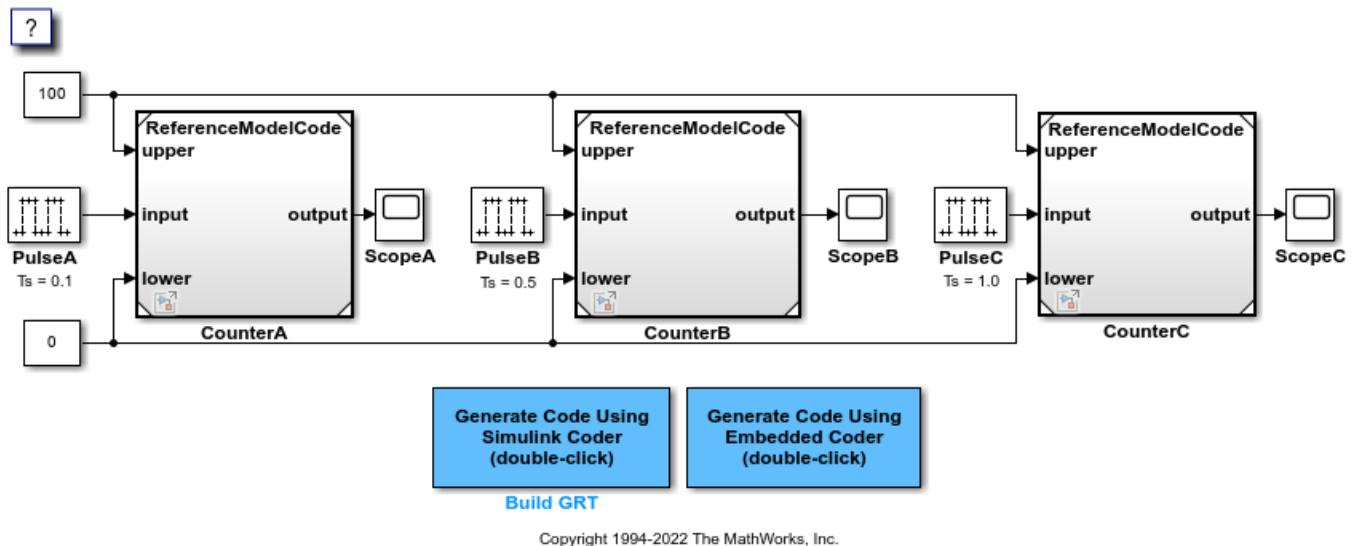 ?
100
ReferenceModelCode
upper
input
output
lower
CounterA
PulseA
Ts = 0.1
ScopeA
ReferenceModelCode
upper
input
output
lower
CounterB
PulseB
Ts = 0.5
ScopeB
ReferenceModelCode
upper
input
output
lower
CounterC
PulseC
Ts = 1.0
ScopeC
0
Generate Code Using
Simulink Coder
(double-click)
Build GRT
Generate Code Using
Embedded Coder
(double-click)
Copyright 1994-2022 The MathWorks, Inc.